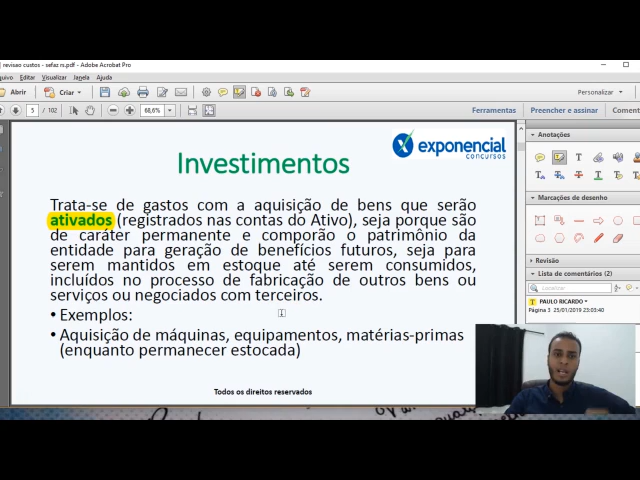 revisao custos - sefaz rs.pdf - Adobe Acrobat Pro
Editar Visualizar Janela Ajuda
Abrir Criar Personalizar
5 / 102 68,6% Ferramentas Preencher e assinar Comentá
exponencial
concursos
Investimentos
Trata-se de gastos com a aquisição de bens que serão
ativados (registrados nas contas do Ativo), seja porque são
de caráter permanente e comporão o patrimônio da
entidade para geração de benefícios futuros, seja para
serem mantidos em estoque até serem consumidos,
incluídos no processo de fabricação de outros bens ou
serviços ou negociados com terceiros.
• Exemplos:
• Aquisição de máquinas, equipamentos, matérias-primas
(enquanto permanecer estocada)
Todos os direitos reservados
Anotações
Marcações de desenho
Revisão
Lista de comentários (2)
Localizar
PAULO RICARDO
Página 3 25/01/2019 23:03:40